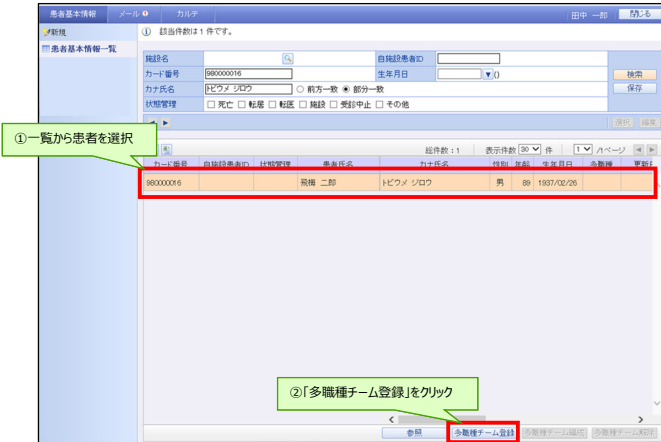 患者基本情報 メール カルテ 田中 一郎 閉じる
新規
患者基本情報一覧
該当件数は1件です。
施設名 自施設患者ID
カード番号 980000016 生年月日 ▼ () 検索
カナ氏名 トビウメ ジロウ 前方一致 部分一致 保存
状態管理 死亡 転居 転医 施設 受診中止 その他
選択 編集
①一覧から患者を選択
総件数:1 表示件数 30 件 1 /1ページ
カード番号 自施設患者ID 状態管理 患者氏名 カナ氏名 性別 年齢 生年月日 多職種
980000016 飛梅 二郎 トビウメ ジロウ 男 89 1937/02/26
②「多職種チーム登録」をクリック
参照 多職種チーム登録 多職種チーム編成